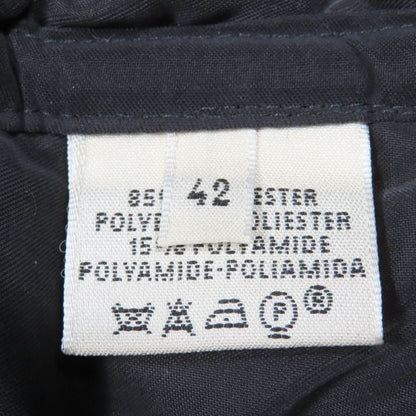 42
85% ESTER
POLYE OLIESTER
15% POLYAMIDE
POLYAMIDE-POLIAMIDA
A P R